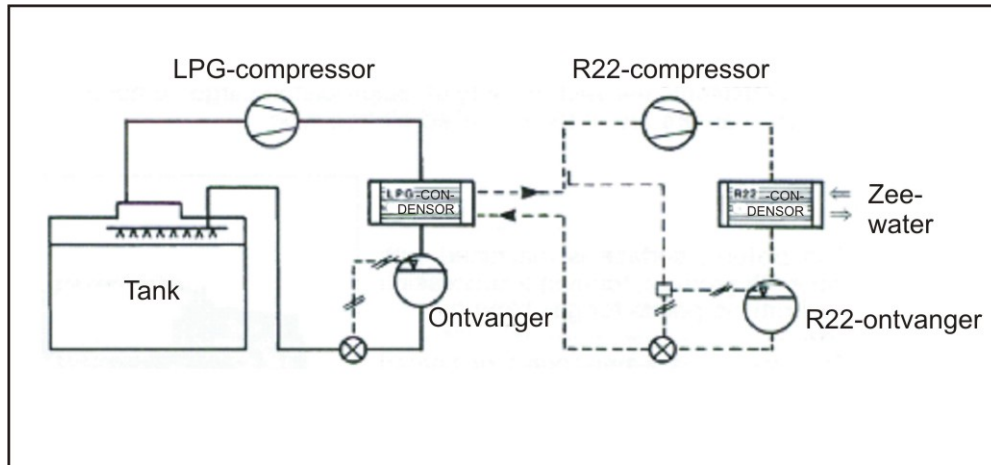 LPG-compressor
R22-compressor
LPG-CON-
DENSOR
R22 -CON-
DENSOR
Zee-
water
Tank
Ontvanger
R22-ontvanger